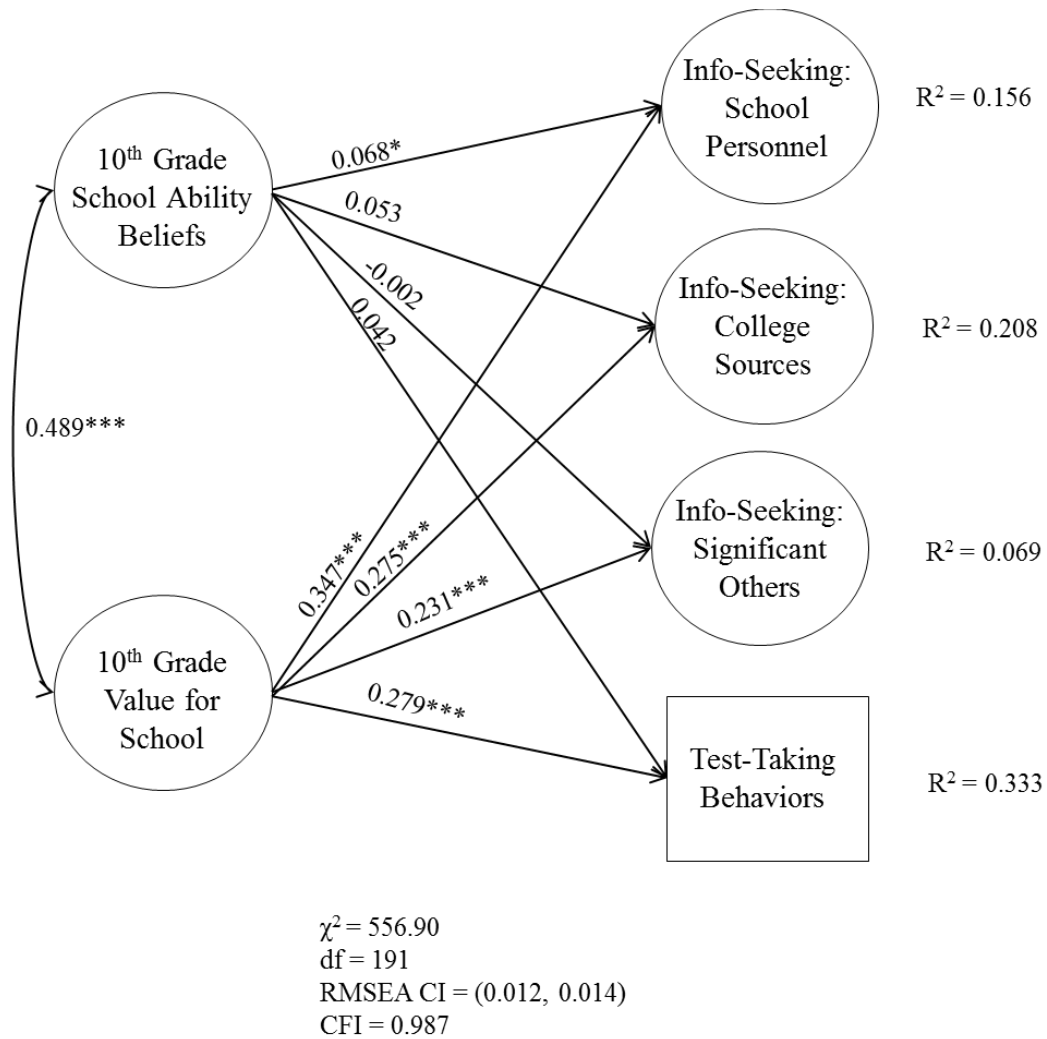 Info-Seeking:
School
Personnel
R² = 0.156
10th Grade
School Ability
Beliefs
0.068*
0.053
-0.002
0.042
Info-Seeking:
College
Sources
R² = 0.208
0.489***
Info-Seeking:
Significant
Others
R² = 0.069
0.347***
0.275***
0.231***
0.279***
10th Grade
Value for
School
Test-Taking
Behaviors
R² = 0.333
χ² = 556.90
df = 191
RMSEA CI = (0.012, 0.014)
CFI = 0.987